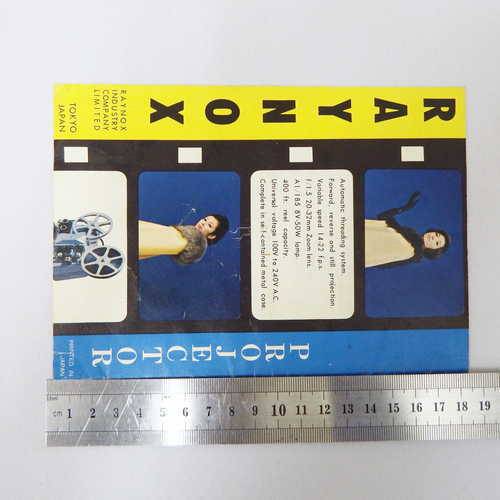 RAYNOX
RAYNOX
INDUSTRY
COMPANY
LIMITED
TOKYO
JAPAN
Automatic threading system.
Forward, reverse and still projection
Variable speed : 14-22 f.p.s.
f/1.5 20-32mm Zoom lens.
A1/185 8V-50W lamp.
400 ft. reel capacity.
Universal voltage 100V to 240V A.C.
Complete in self-contained metal case.
PROJECTOR
PRINTED IN JAPAN
cm 1 2 3 4 5 6 7 8 9 10 11 12 13 14 15 16 17 18 19